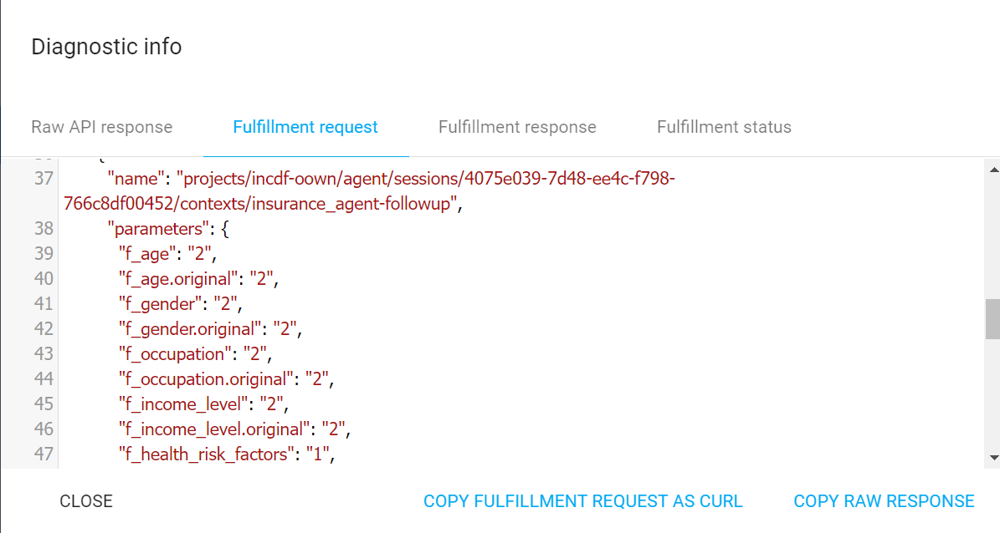 Diagnostic info
Raw API response Fulfillment request Fulfillment response Fulfillment status
37 "name": "projects/incdf-oown/agent/sessions/4075e039-7d48-ee4c-f798-
766c8df00452/contexts/insurance_agent-followup",
38 "parameters": {
39 "f_age": "2",
40 "f_age.original": "2",
41 "f_gender": "2",
42 "f_gender.original": "2",
43 "f_occupation": "2",
44 "f_occupation.original": "2",
45 "f_income_level": "2",
46 "f_income_level.original": "2",
47 "f_health_risk_factors": "1",
CLOSE COPY FULFILLMENT REQUEST AS CURL COPY RAW RESPONSE